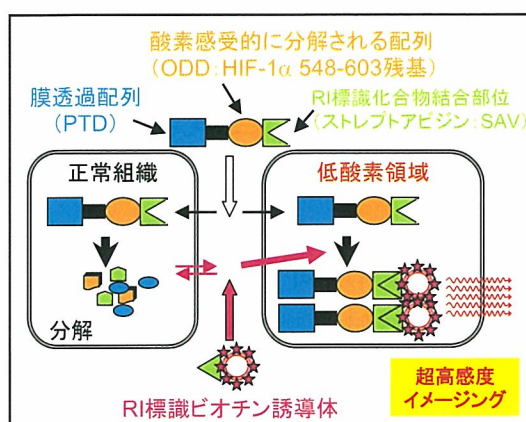 酸素感受的に分解される配列
(ODD:HIF-1α 548-603残基)
膜透過配列
(PTD)
RI標識化合物結合部位
(ストレプトアビジン:SAV)
正常組織
低酸素領域
分解
RI標識ビオチン誘導体
超高感度
イメージング